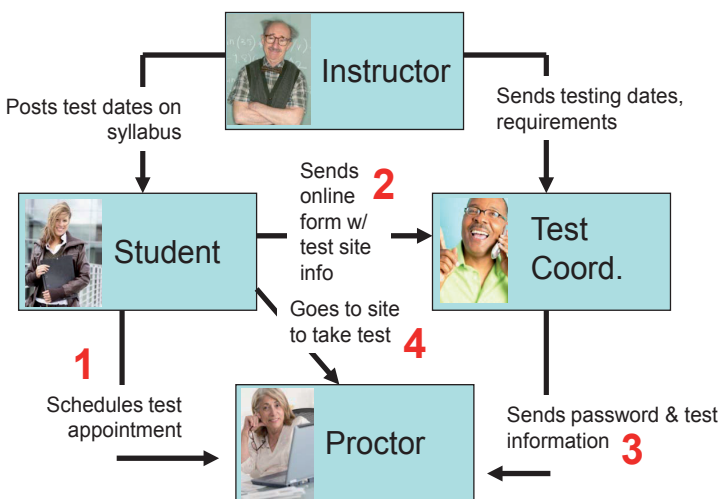 Instructor
Posts test dates on
syllabus
Sends testing dates,
requirements
Student
Sends
online
form w/
test site
info
2
Test
Coord.
Goes to site
to take test
4
1
Schedules test
appointment
Proctor
Sends password & test
information
3